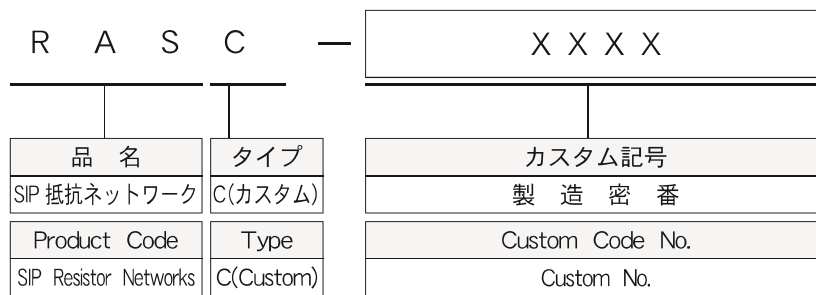 R A S C — X X X X
品 名 タイプ カスタム記号
SIP 抵抗ネットワーク C(カスタム) 製 造 密 番
Product Code Type Custom Code No.
SIP Resistor Networks C(Custom) Custom No.